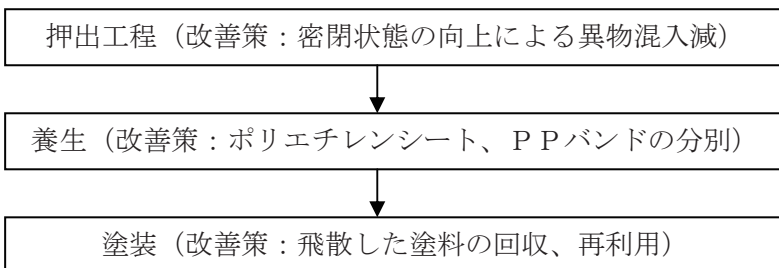 押出工程（改善策：密閉状態の向上による異物混入減）
養生（改善策：ポリエチレンシート、ＰＰバンドの分別）
塗装（改善策：飛散した塗料の回収、再利用）